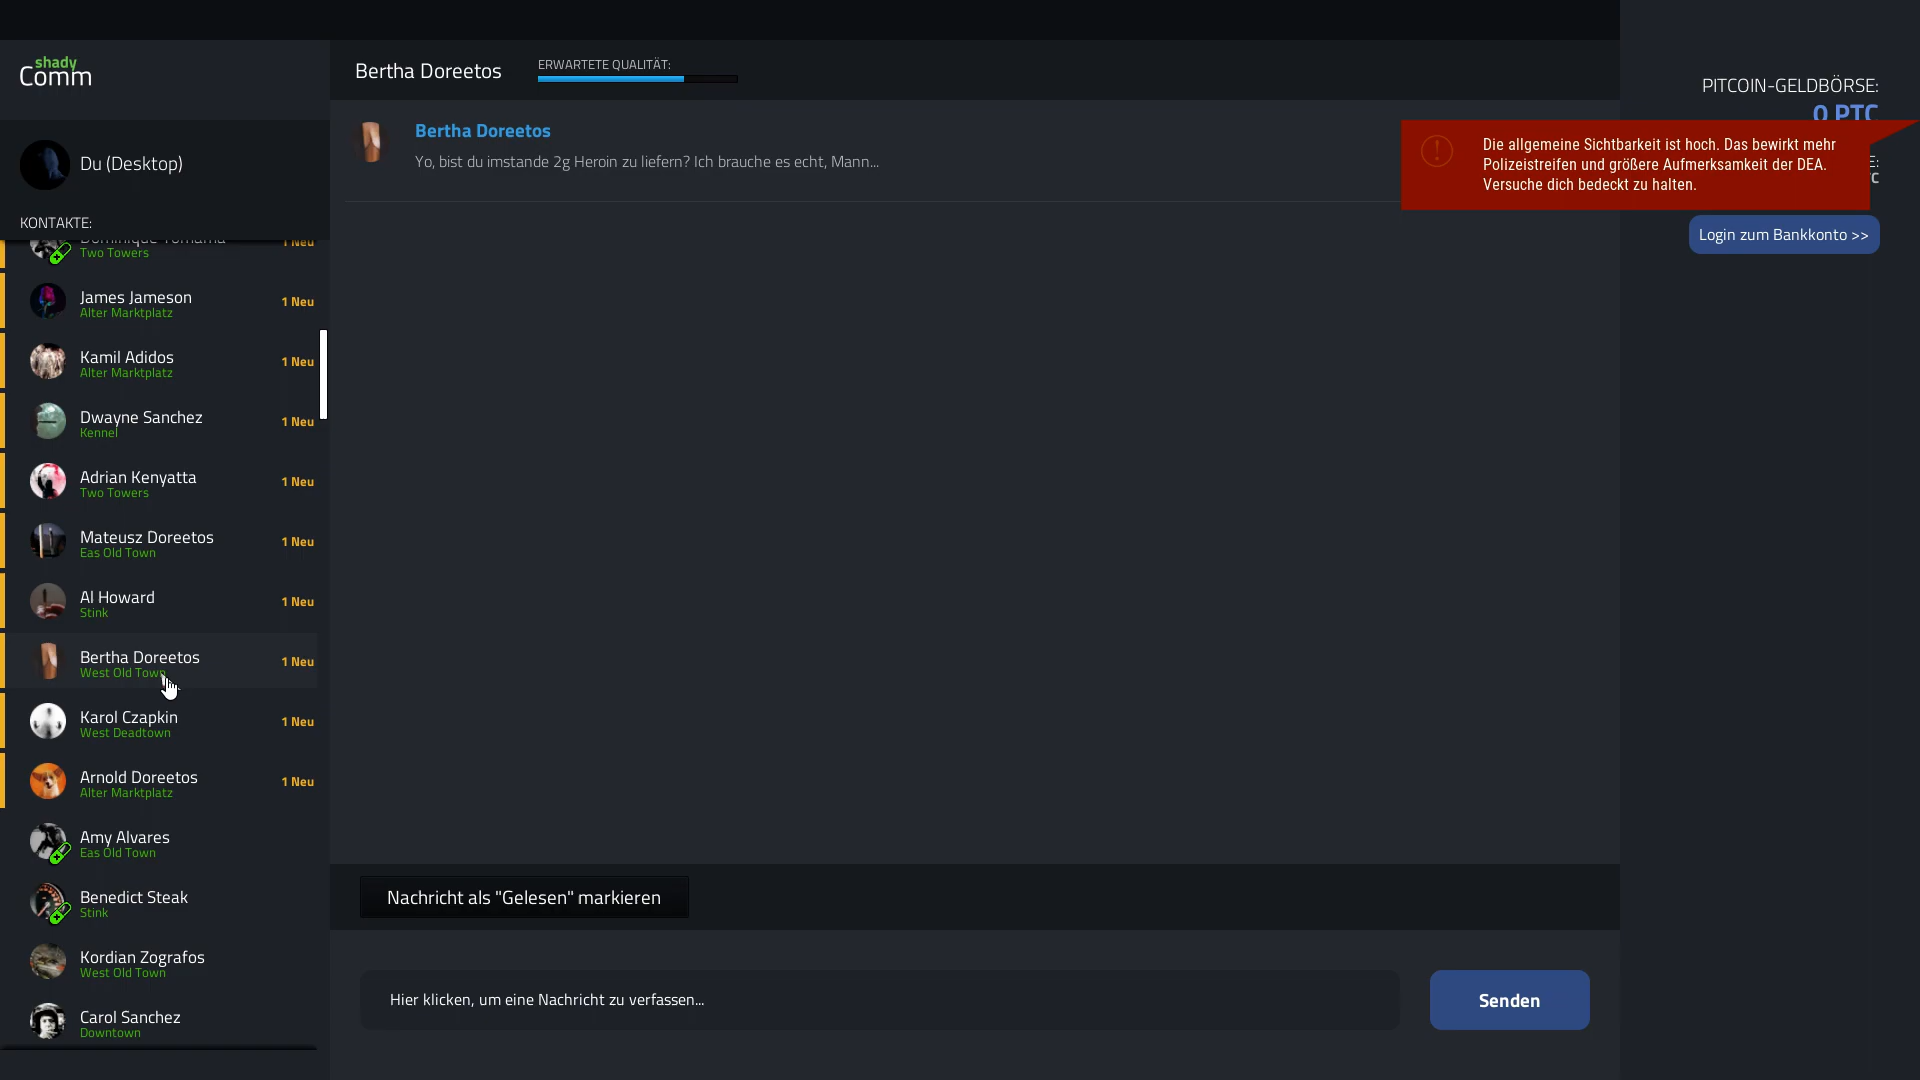 shady
Comm
Du (Desktop)
KONTAKTE:
Dominique Tomama
1 Neu
Two Towers
James Jameson
1 Neu
Alter Marktplatz
Kamil Adidos
1 Neu
Alter Marktplatz
Dwayne Sanchez
1 Neu
Kennel
Adrian Kenyatta
1 Neu
Two Towers
Mateusz Doreetos
1 Neu
Eas Old Town
Al Howard
1 Neu
Stink
Bertha Doreetos
1 Neu
West Old Town
Karol Czapkin
1 Neu
West Deadtown
Arnold Doreetos
1 Neu
Alter Marktplatz
Amy Alvares
Eas Old Town
Benedict Steak
Stink
Kordian Zografos
West Old Town
Carol Sanchez
Downtown
Bertha Doreetos
ERWARTETE QUALITÄT:
Bertha Doreetos
Yo, bist du imstande 2g Heroin zu liefern? Ich brauche es echt, Mann...
Nachricht als "Gelesen" markieren
Hier klicken, um eine Nachricht zu verfassen...
Senden
PITCOIN-GELDBÖRSE:
0 PTC
Die allgemeine Sichtbarkeit ist hoch. Das bewirkt mehr
Polizeistreifen und größere Aufmerksamkeit der DEA.
Versuche dich bedeckt zu halten.
Login zum Bankkonto >>